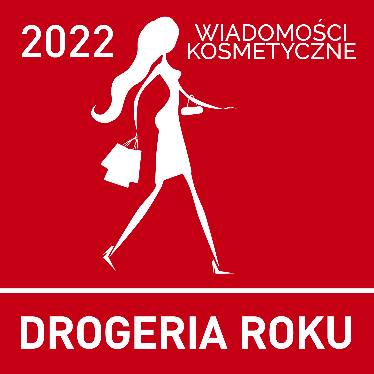 2022
WIADOMOŚCI
KOSMETYCZNE
DROGERIA ROKU